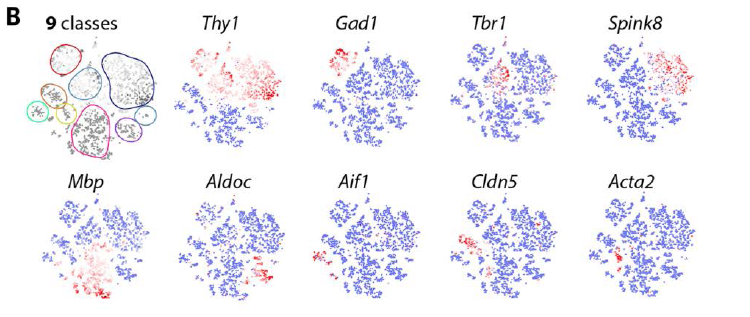 B
9 classes
Thy1
Gad1
Tbr1
Spink8
Mbp
Aldoc
Aif1
Cldn5
Acta2